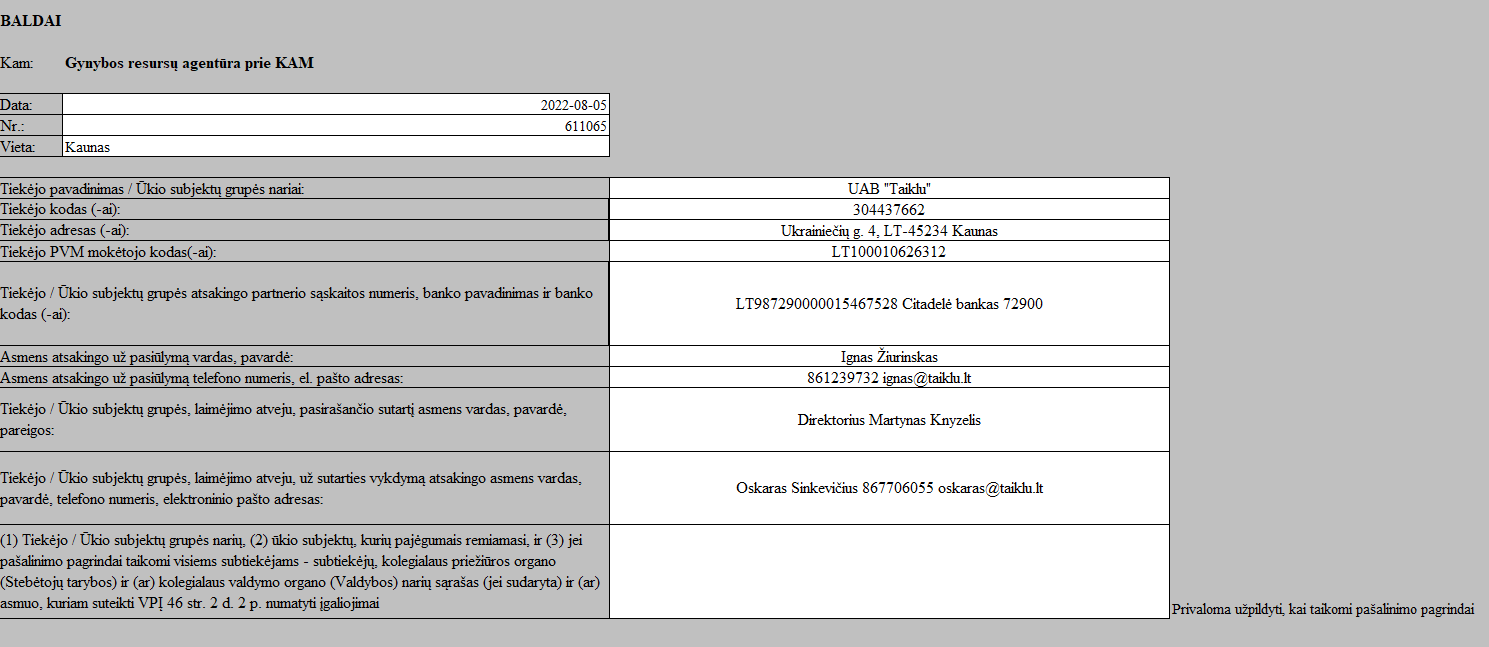 BALDAI
Kam: Gynybos resursų agentūra prie KAM
Data: 2022-08-05
Nr.: 611065
Vieta: Kaunas
Tiekėjo pavadinimas / Ūkio subjektų grupės nariai: UAB "Taiklu"
Tiekėjo kodas (-ai): 304437662
Tiekėjo adresas (-ai): Ukrainiečių g. 4, LT-45234 Kaunas
Tiekėjo PVM mokėtojo kodas(-ai): LT100010626312
Tiekėjo / Ūkio subjektų grupės atsakingo partnerio sąskaitos numeris, banko pavadinimas ir banko
kodas (-ai):
LT987290000015467528 Citadelė bankas 72900
Asmens atsakingo už pasiūlymą vardas, pavardė: Ignas Žiurinskas
Asmens atsakingo už pasiūlymą telefono numeris, el. pašto adresas: 861239732 ignas@taiklu.lt
Tiekėjo / Ūkio subjektų grupės, laimėjimo atveju, pasirašančio sutartį asmens vardas, pavardė,
pareigos:
Direktorius Martynas Knyzelis
Tiekėjo / Ūkio subjektų grupės, laimėjimo atveju, už sutarties vykdymą atsakingo asmens vardas,
pavardė, telefono numeris, elektroninio pašto adresas:
Oskaras Sinkevičius 867706055 oskaras@taiklu.lt
(1) Tiekėjo / Ūkio subjektų grupės narių, (2) ūkio subjektų, kurių pajėgumais remiamasi, ir (3) jei
pašalinimo pagrindai taikomi visiems subtiekėjams - subtiekėjų, kolegialaus priežiūros organo
(Stebėtojų tarybos) ir (ar) kolegialaus valdymo organo (Valdybos) narių sąrašas (jei sudaryta) ir (ar)
asmuo, kuriam suteikti VPĮ 46 str. 2 d. 2 p. numatyti įgaliojimai
Privaloma užpildyti, kai taikomi pašalinimo pagrindai